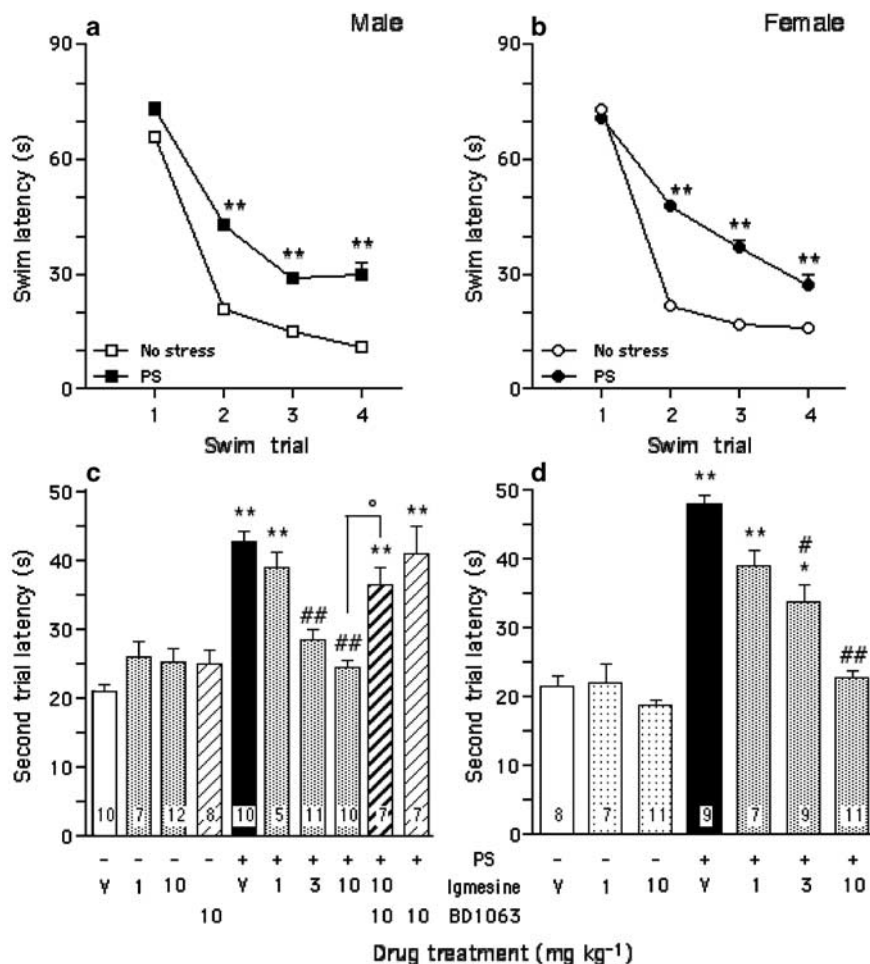 a Male
90
60
30
0
Swim latency (s)
**
**
**
No stress
PS
1 2 3 4
Swim trial
b Female
90
60
30
0
Swim latency (s)
**
**
**
No stress
PS
1 2 3 4
Swim trial
c
50
40
30
20
10
0
Second trial latency (s)
** ** ## ## ° ** **
10 7 12 8 10 5 11 10 7 7
d
50
40
30
20
10
0
Second trial latency (s)
** ** # * ##
8 7 11 9 7 9 11
- - - - + + + + + + PS - - - + + + +
V 1 10 V 1 3 10 10 Igmesine V 1 10 V 1 3 10
10 10 10 BD1063
Drug treatment (mg kg-1)